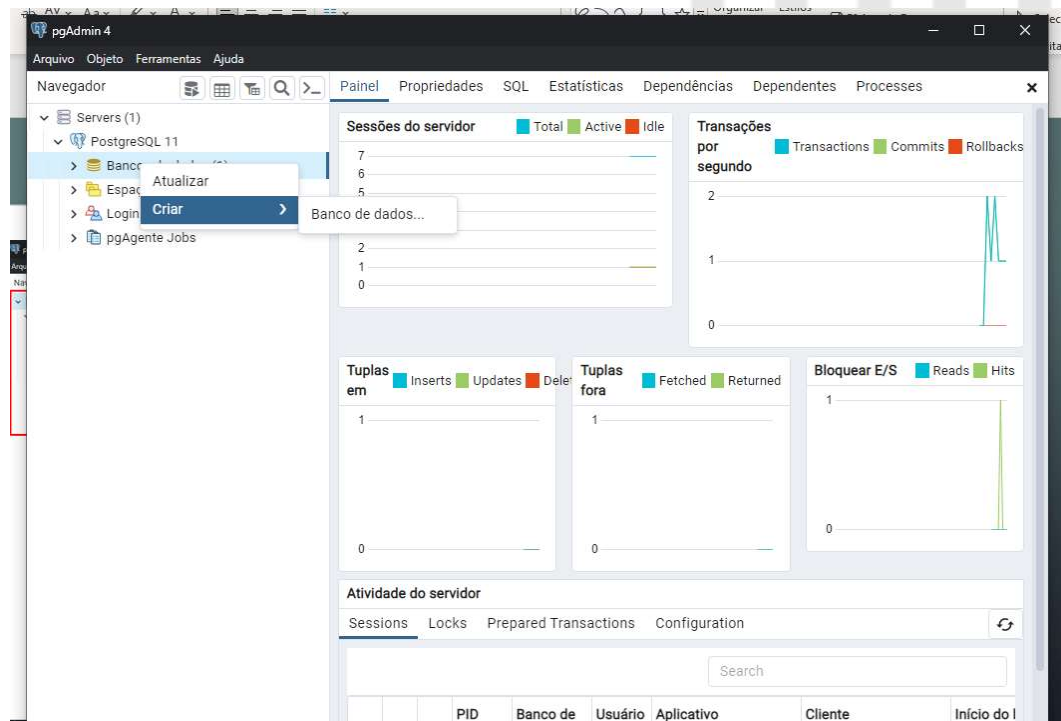 pgAdmin 4
Arquivo Objeto Ferramentas Ajuda
Navegador
Painel Propriedades SQL Estatísticas Dependências Dependentes Processes
Servers (1)
PostgreSQL 11
Atualizar
Criar
Banco de dados...
Login
pgAgente Jobs
Sessões do servidor
Total Active Idle
7
6
5
2
1
0
Transações
por
segundo
Transactions Commits Rollbacks
2
1
0
Tuplas
em
Inserts Updates
1
0
Tuplas
fora
Fetched Returned
1
0
Bloquear E/S
Reads Hits
1
0
Atividade do servidor
Sessions Locks Prepared Transactions Configuration
Search
PID Banco de Usuário Aplicativo Cliente Início do